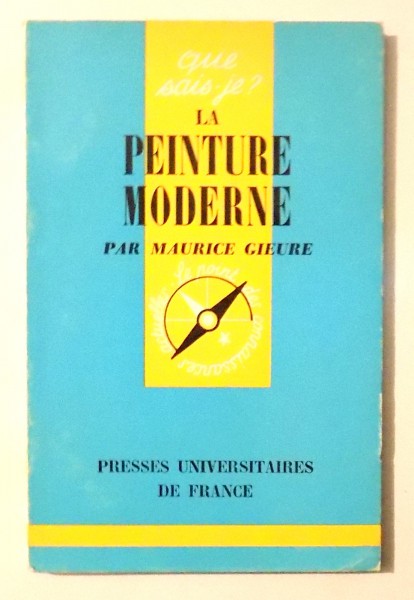 que
sais-je?
LA
PEINTURE
MODERNE
PAR MAURICE GIEURE
Le point des connaissances actuelles
PRESSES UNIVERSITAIRES
DE FRANCE